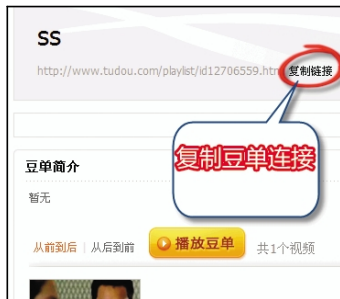 ss
http://www.tudou.com/playlist/id12706559.htm 复制链接
复制豆单连接
豆单简介
暂无
从前到后 | 从后到前 播放豆单 共1个视频